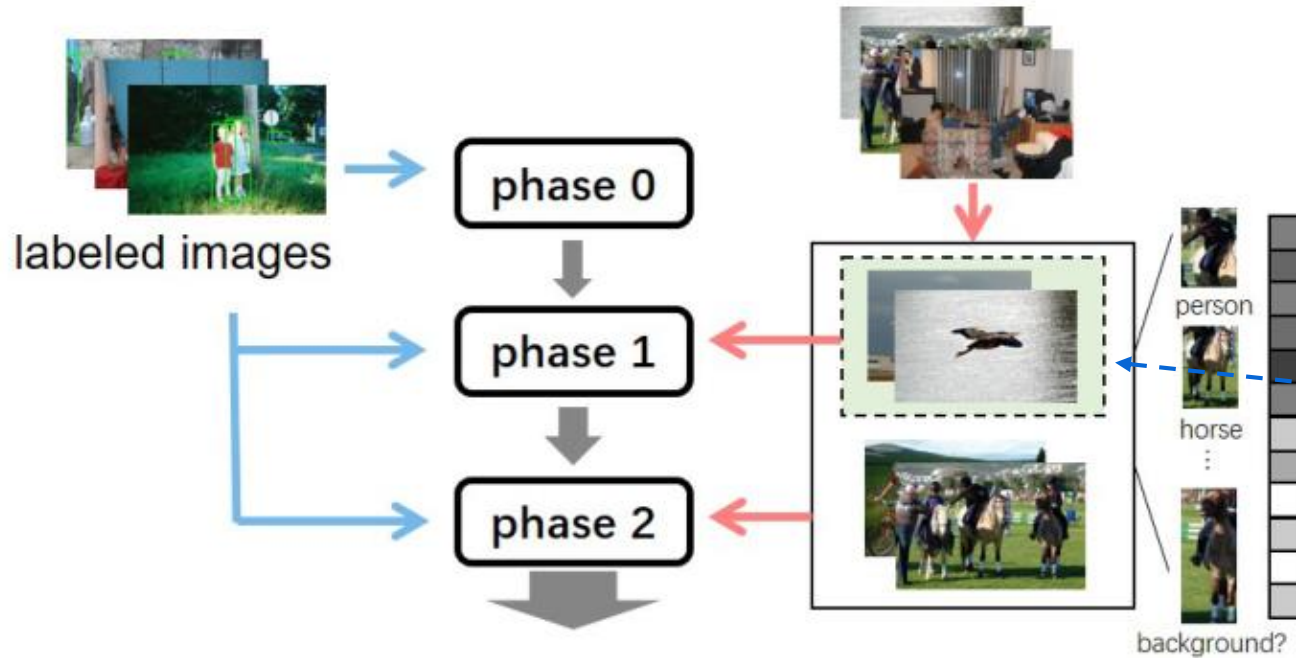 labeled images
phase 0
phase 1
phase 2
person
horse
⋮
background?